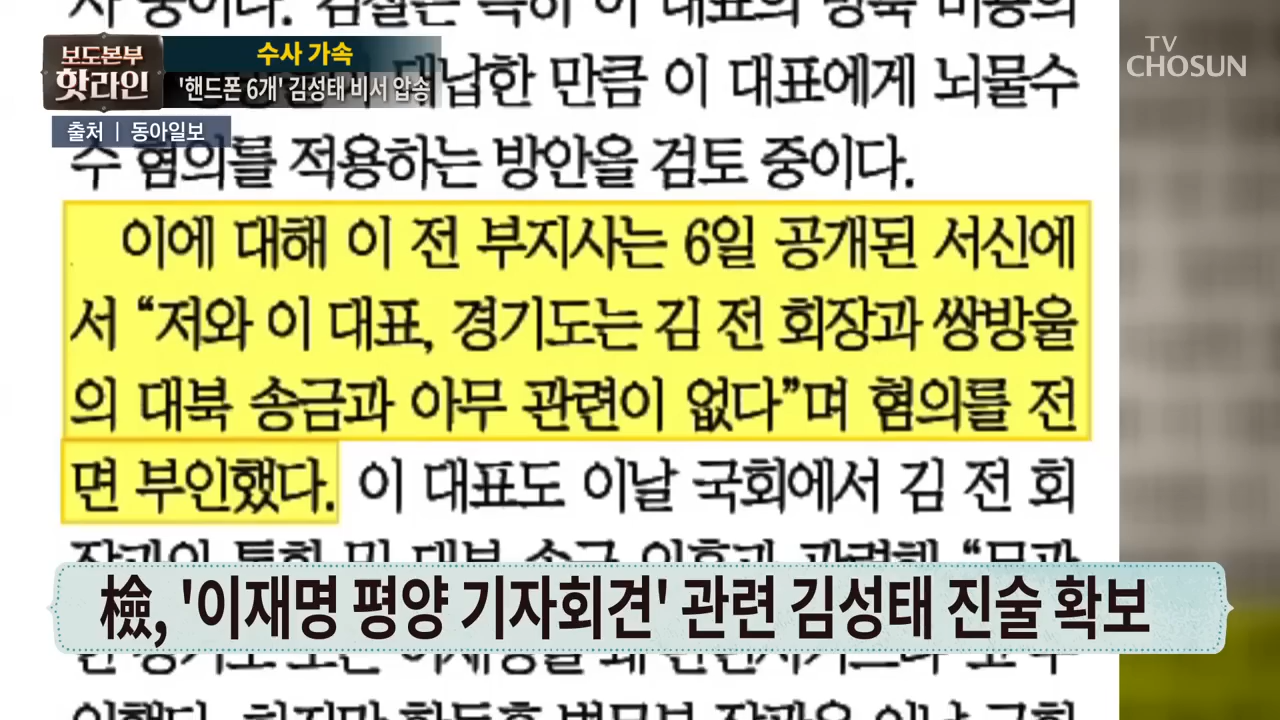 보도본부
핫라인
수사 가속
'핸드폰 6개' 김성태 비서 압송
출처 | 동아일보
TV
CHOSUN
대납한 만큼 이 대표에게 뇌물수
수 혐의를 적용하는 방안을 검토 중이다.
이에 대해 이 전 부지사는 6일 공개된 서신에
서 “저와 이 대표, 경기도는 김 전 회장과 쌍방울
의 대북 송금과 아무 관련이 없다”며 혐의를 전
면 부인했다. 이 대표도 이날 국회에서 김 전 회
檢, '이재명 평양 기자회견' 관련 김성태 진술 확보